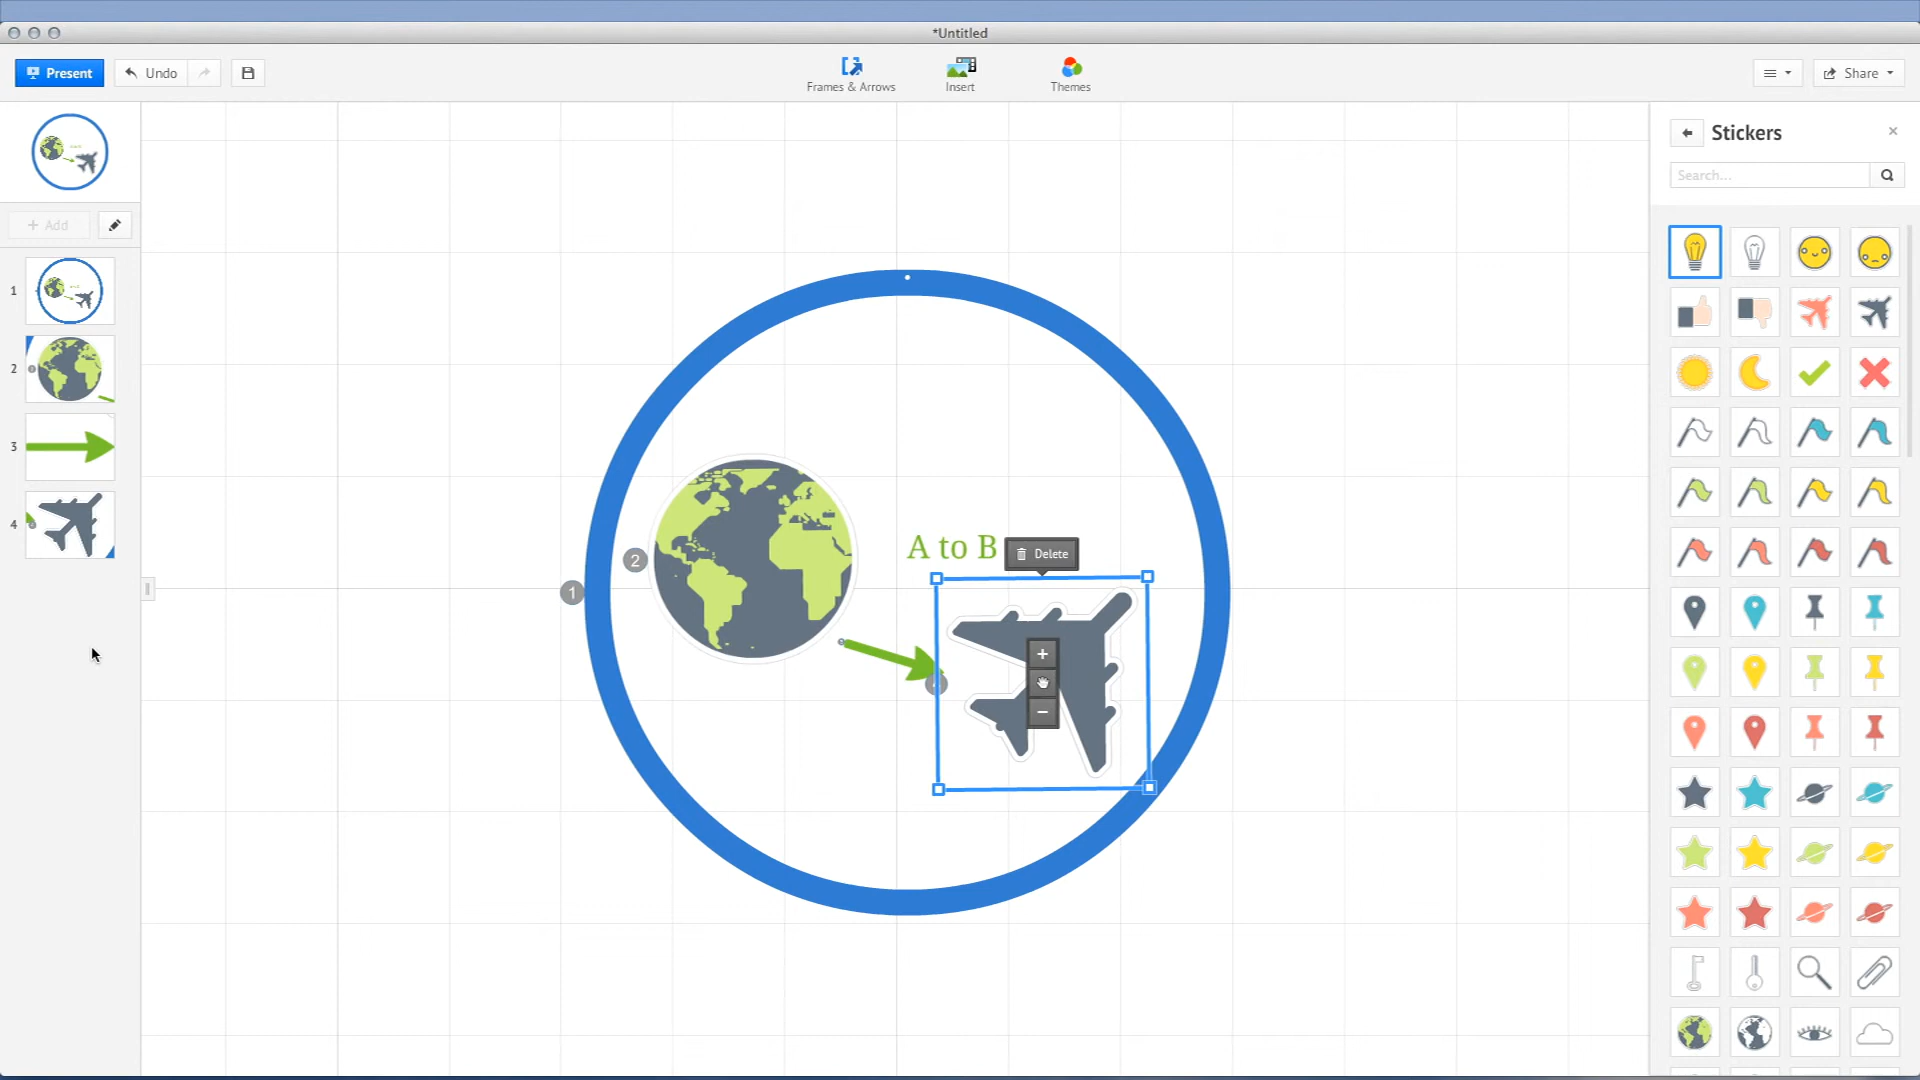 *Untitled
Present
Undo
Frames & Arrows
Insert
Themes
Share
Stickers
Search...
+ Add
1
2
3
4
A to B
Delete
2
1